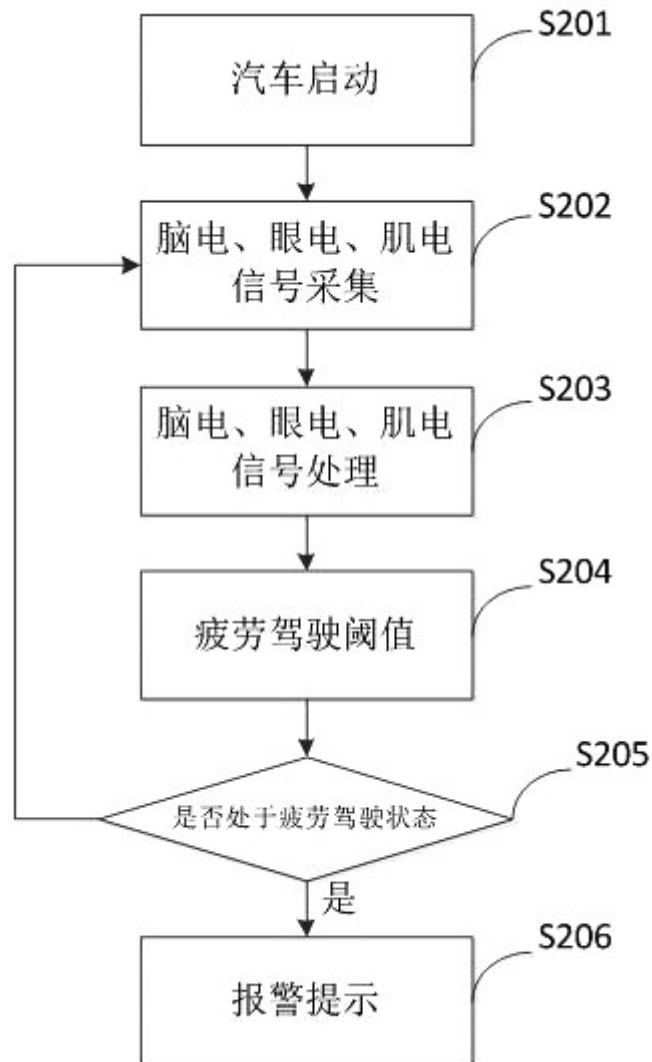 S201
汽车启动
S202
脑电、眼电、肌电
信号采集
S203
脑电、眼电、肌电
信号处理
S204
疲劳驾驶阈值
S205
是否处于疲劳驾驶状态
是
S206
报警提示